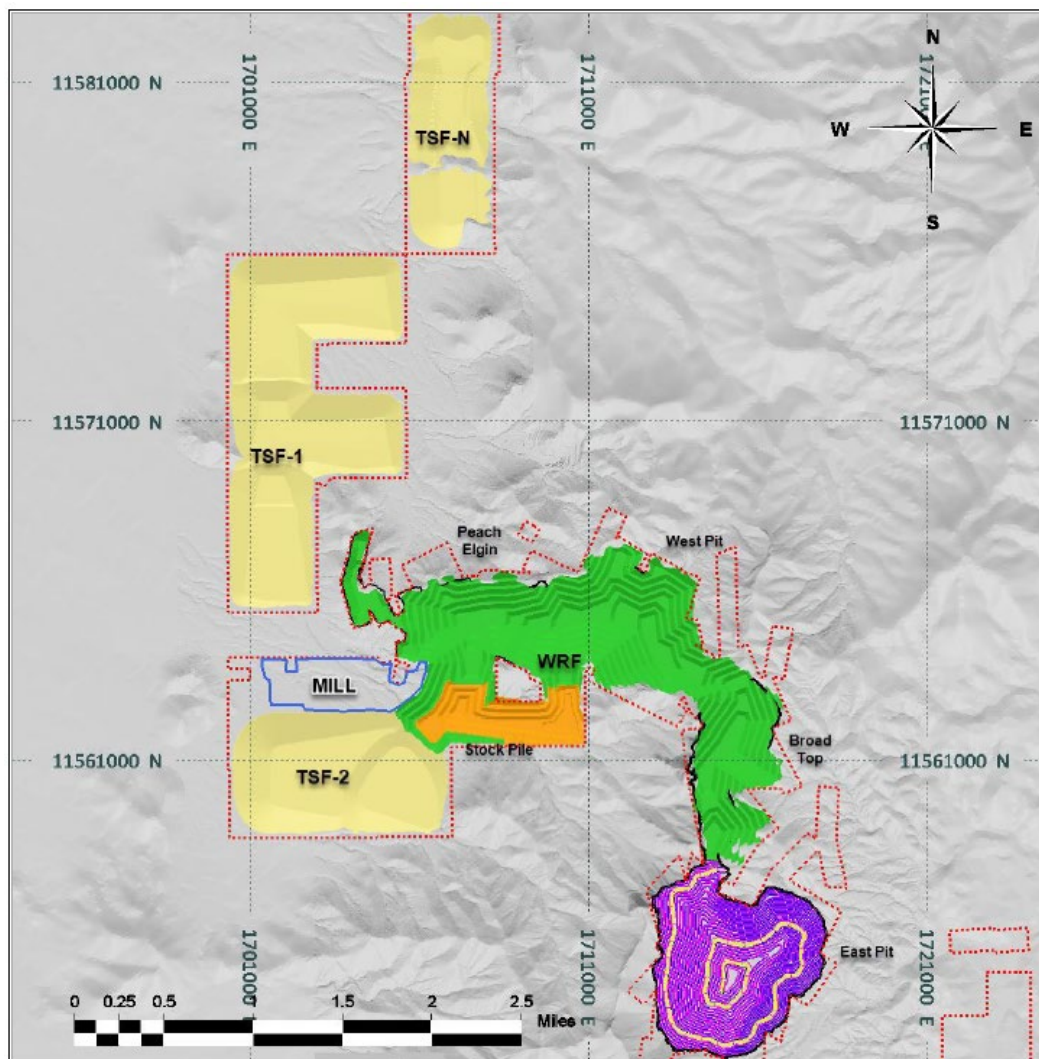 N
11581000 N
1701000 E
1711000 E
1721000 E
TSF-N
W
E
S
11571000 N
11571000 N
TSF-1
Peach
Elgin
West Pit
WRF
MILL
Stock Pile
Broad
Top
11561000 N
11561000 N
TSF-2
East Pit
1701000 E
1711000 E
1721000 E
0 0.25 0.5 1 1.5 2 2.5
Miles